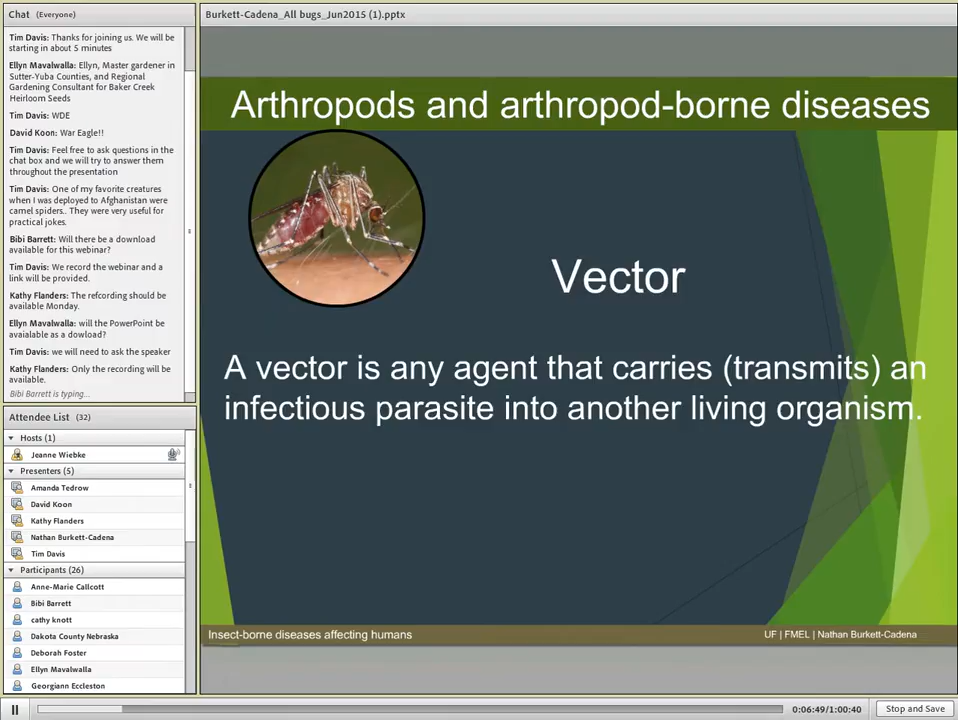 Chat (Everyone)
Tim Davis: Thanks for joining us. We will be
starting in about 5 minutes
Ellyn Mavalwalla: Ellyn, Master gardener in
Sutter-Yuba Counties, and Regional
Gardening Consultant for Baker Creek
Heirloom Seeds
Tim Davis: WDE
David Koon: War Eagle!!
Tim Davis: Feel free to ask questions in the
chat box and we will try to answer them
throughout the presentation
Tim Davis: One of my favorite creatures
when I was deployed to Afghanistan were
camel spiders.. They were very useful for
practical jokes.
Bibi Barrett: Will there be a download
available for this webinar?
Tim Davis: We record the webinar and a
link will be provided.
Kathy Flanders: The refcording should be
available Monday.
Ellyn Mavalwalla: will the PowerPoint be
avaialable as a dowload?
Tim Davis: we will need to ask the speaker
Kathy Flanders: Only the recording will be
available.
Bibi Barrett is typing...
Attendee List (32)
Hosts (1)
Jeanne Wiebke
Presenters (5)
Amanda Tedrow
David Koon
Kathy Flanders
Nathan Burkett-Cadena
Tim Davis
Participants (26)
Anne-Marie Callcott
Bibi Barrett
cathy knott
Dakota County Nebraska
Deborah Foster
Ellyn Mavalwalla
Georgiann Eccleston
Burkett-Cadena_All bugs_Jun2015 (1).pptx
Arthropods and arthropod-borne diseases
Vector
A vector is any agent that carries (transmits) an
infectious parasite into another living organism.
Insect-borne diseases affecting humans
UF | FMEL | Nathan Burkett-Cadena
0:06:49/1:00:40
Stop and Save